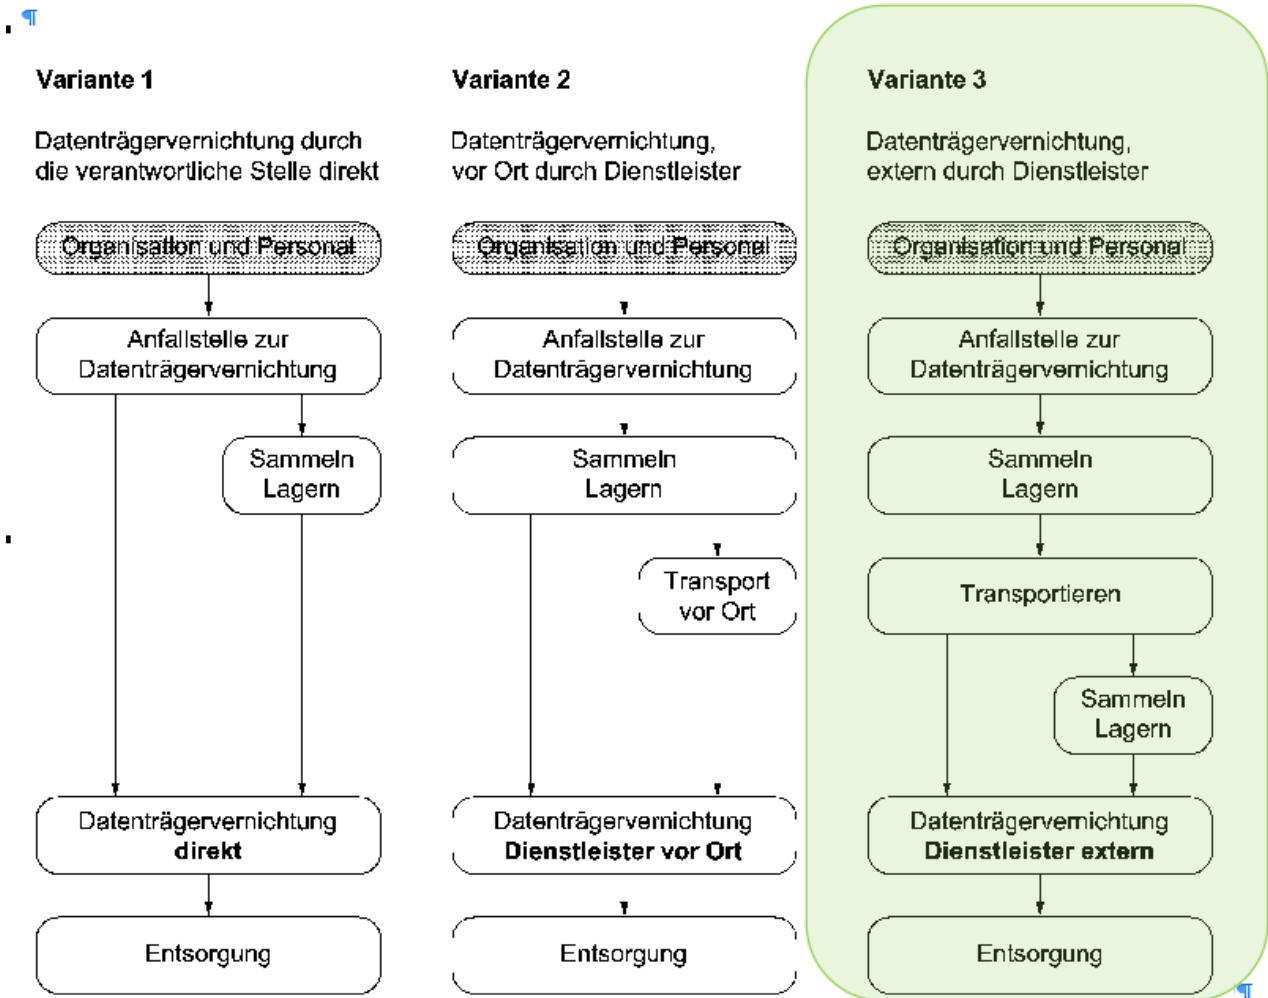 Variante 1
Datenträgervernichtung durch
die verantwortliche Stelle direkt
Organisation und Personal
Anfallstelle zur
Datenträgervernichtung
Sammeln
Lagern
Datenträgervernichtung
direkt
Entsorgung
Variante 2
Datenträgervernichtung,
vor Ort durch Dienstleister
Organisation und Personal
Anfallstelle zur
Datenträgervernichtung
Sammeln
Lagern
Transport
vor Ort
Datenträgervernichtung
Dienstleister vor Ort
Entsorgung
Variante 3
Datenträgervernichtung,
extern durch Dienstleister
Organisation und Personal
Anfallstelle zur
Datenträgervernichtung
Sammeln
Lagern
Transportieren
Sammeln
Lagern
Datenträgervernichtung
Dienstleister extern
Entsorgung